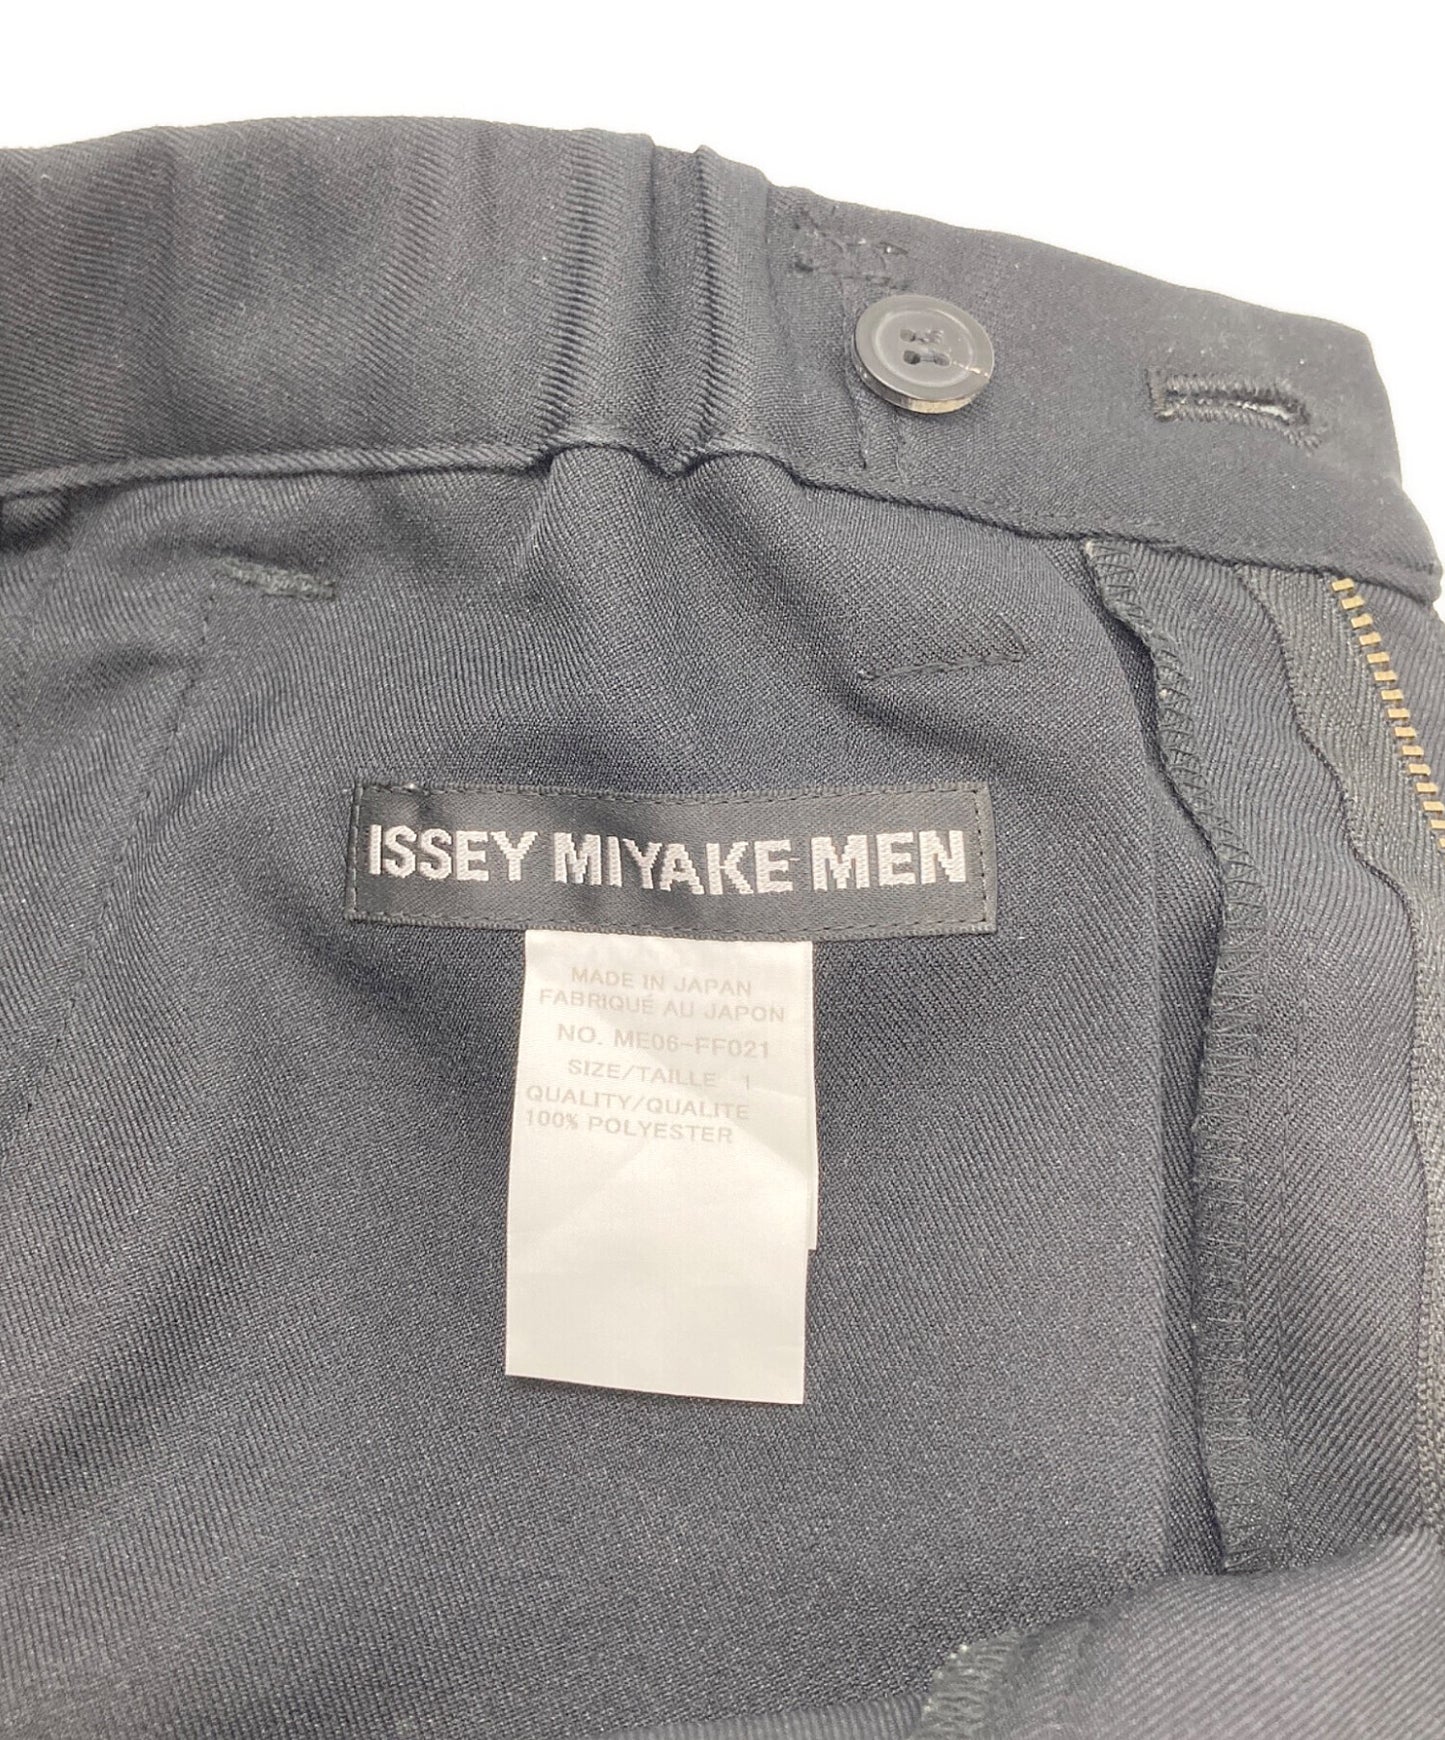 ISSEY MIYAKE MEN
MADE IN JAPAN
FABRIQUÉ AU JAPON
NO. ME06-FF021
SIZE/TAILLE 1
QUALITY/QUALITE
100% POLYESTER